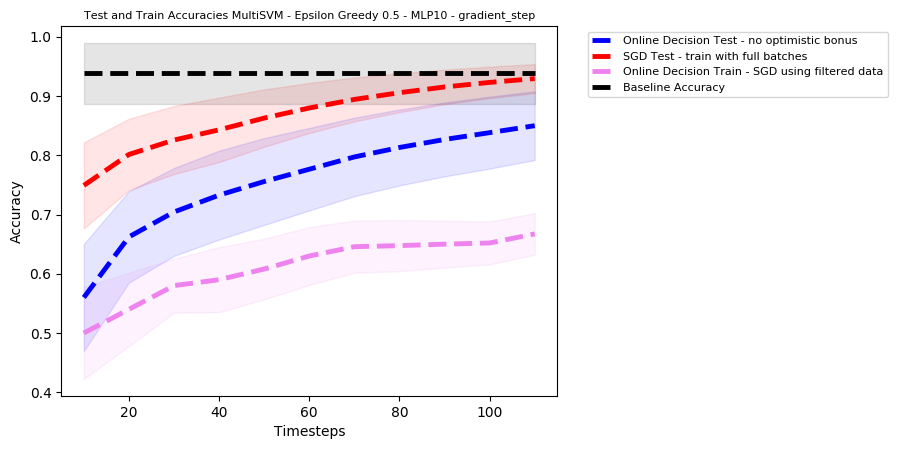 Test and Train Accuracies MultiSVM - Epsilon Greedy 0.5 - MLP10 - gradient_step
Online Decision Test - no optimistic bonus
SGD Test - train with full batches
Online Decision Train - SGD using filtered data
Baseline Accuracy
Accuracy
1.0
0.9
0.8
0.7
0.6
0.5
0.4
20 40 60 80 100
Timesteps